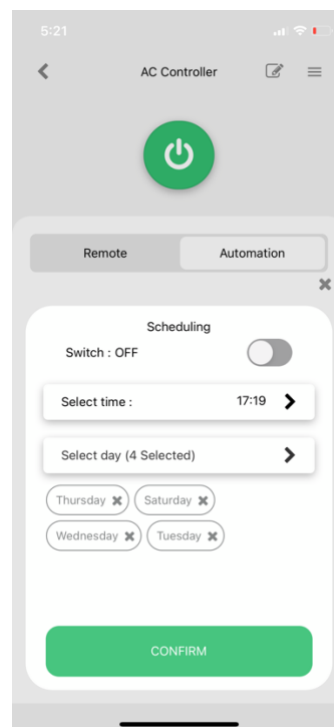 5:21
AC Controller
Remote Automation
Scheduling
Switch : OFF
Select time : 17:19
Select day (4 Selected)
Thursday Saturday
Wednesday Tuesday
CONFIRM